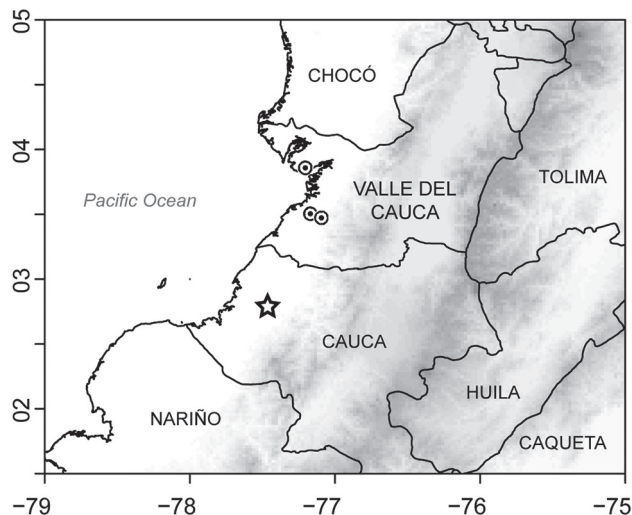 05
CHOCÓ
04
TOLIMA
VALLE DEL
CAUCA
Pacific Ocean
03
CAUCA
HUILA
02
NARIÑO
CAQUETA
−79 −78 −77 −76 −75